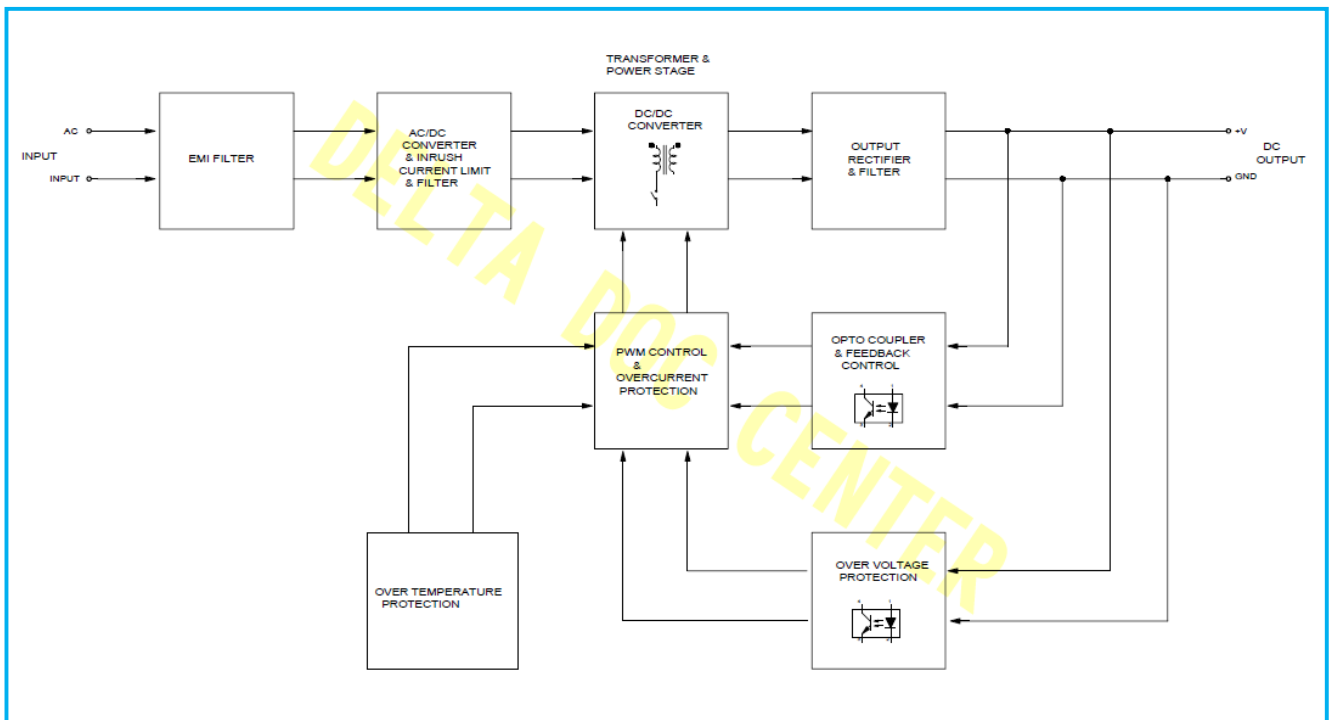 TRANSFORMER &
POWER STAGE
AC
INPUT
INPUT
EMI FILTER
AC/DC
CONVERTER
& INRUSH
CURRENT LIMIT
& FILTER
DC/DC
CONVERTER
OUTPUT
RECTIFIER
& FILTER
+V
DC
OUTPUT
GND
PWM CONTROL
&
OVERCURRENT
PROTECTION
OPTO COUPLER
& FEEDBACK
CONTROL
OVER TEMPERATURE
PROTECTION
OVER VOLTAGE
PROTECTION
DELTA DOC CENTER